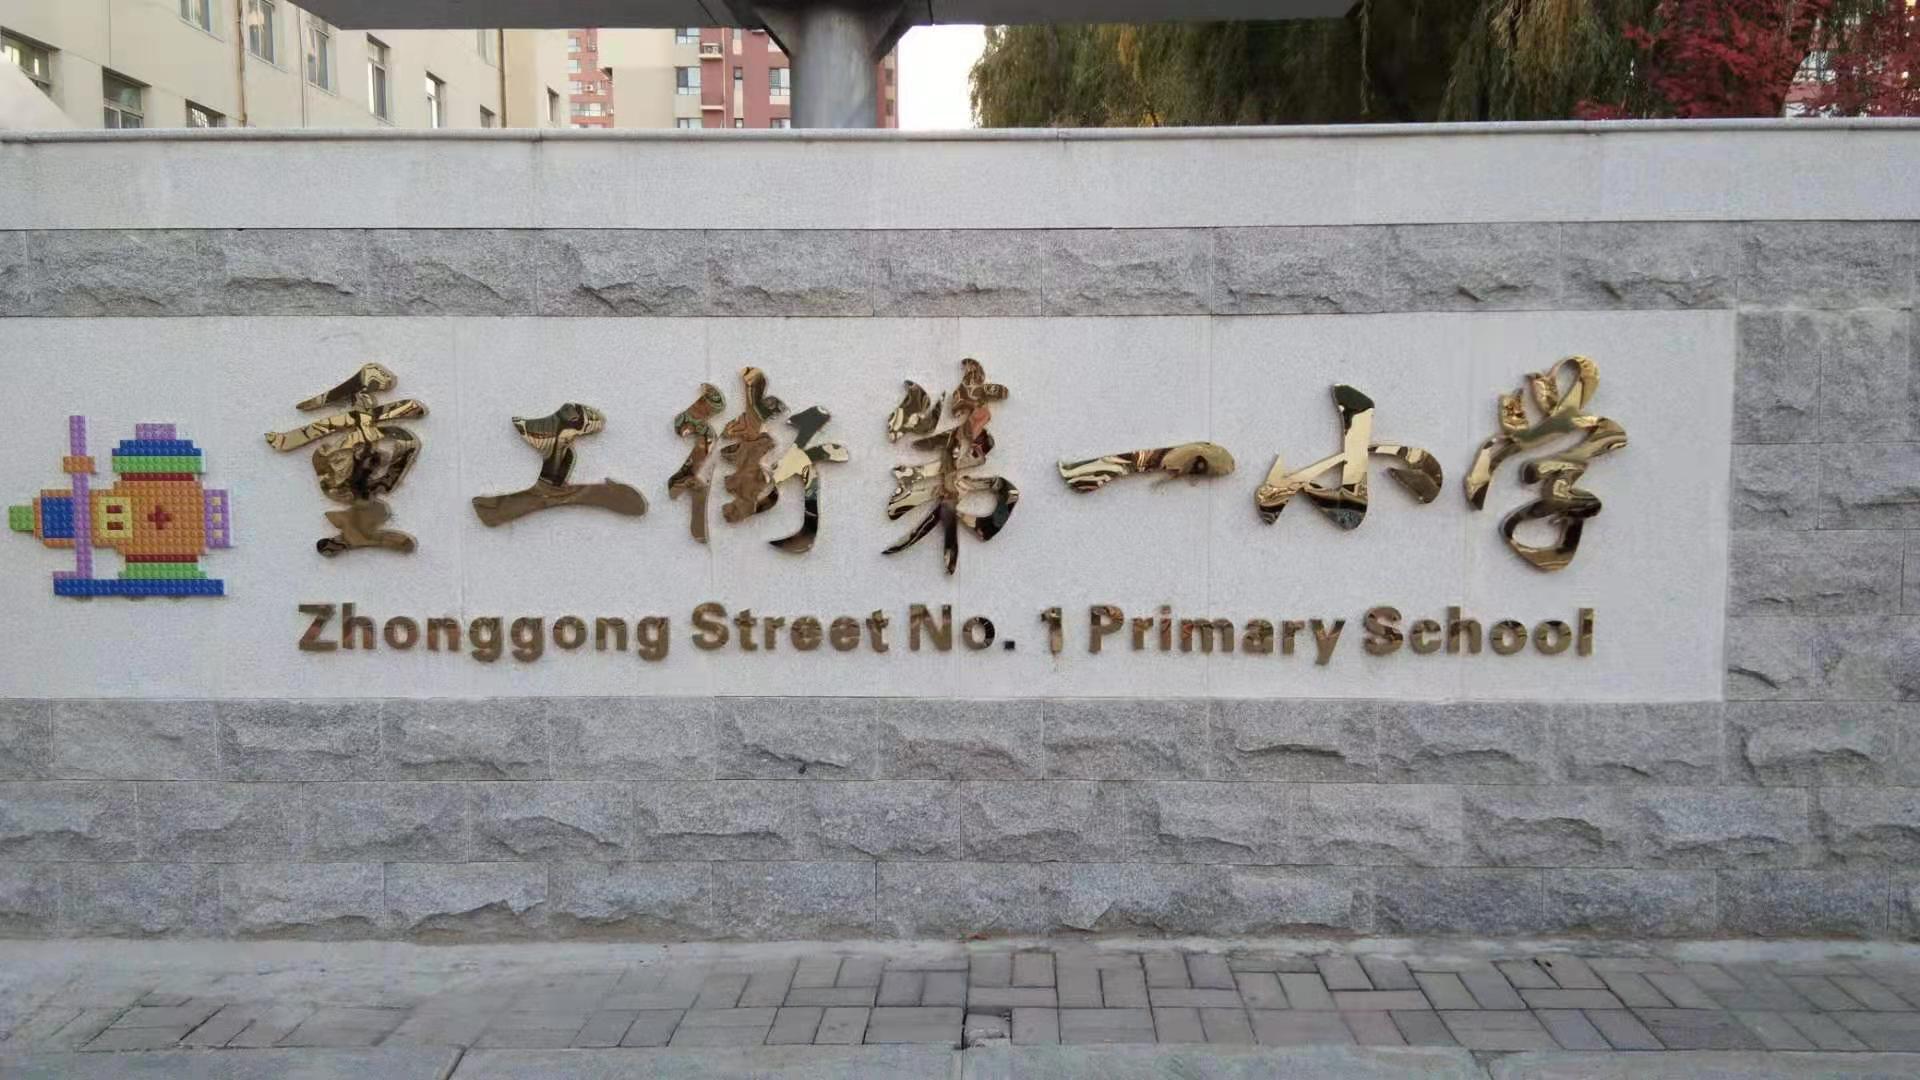 重工街第一小学
Zhonggong Street No. 1 Primary School